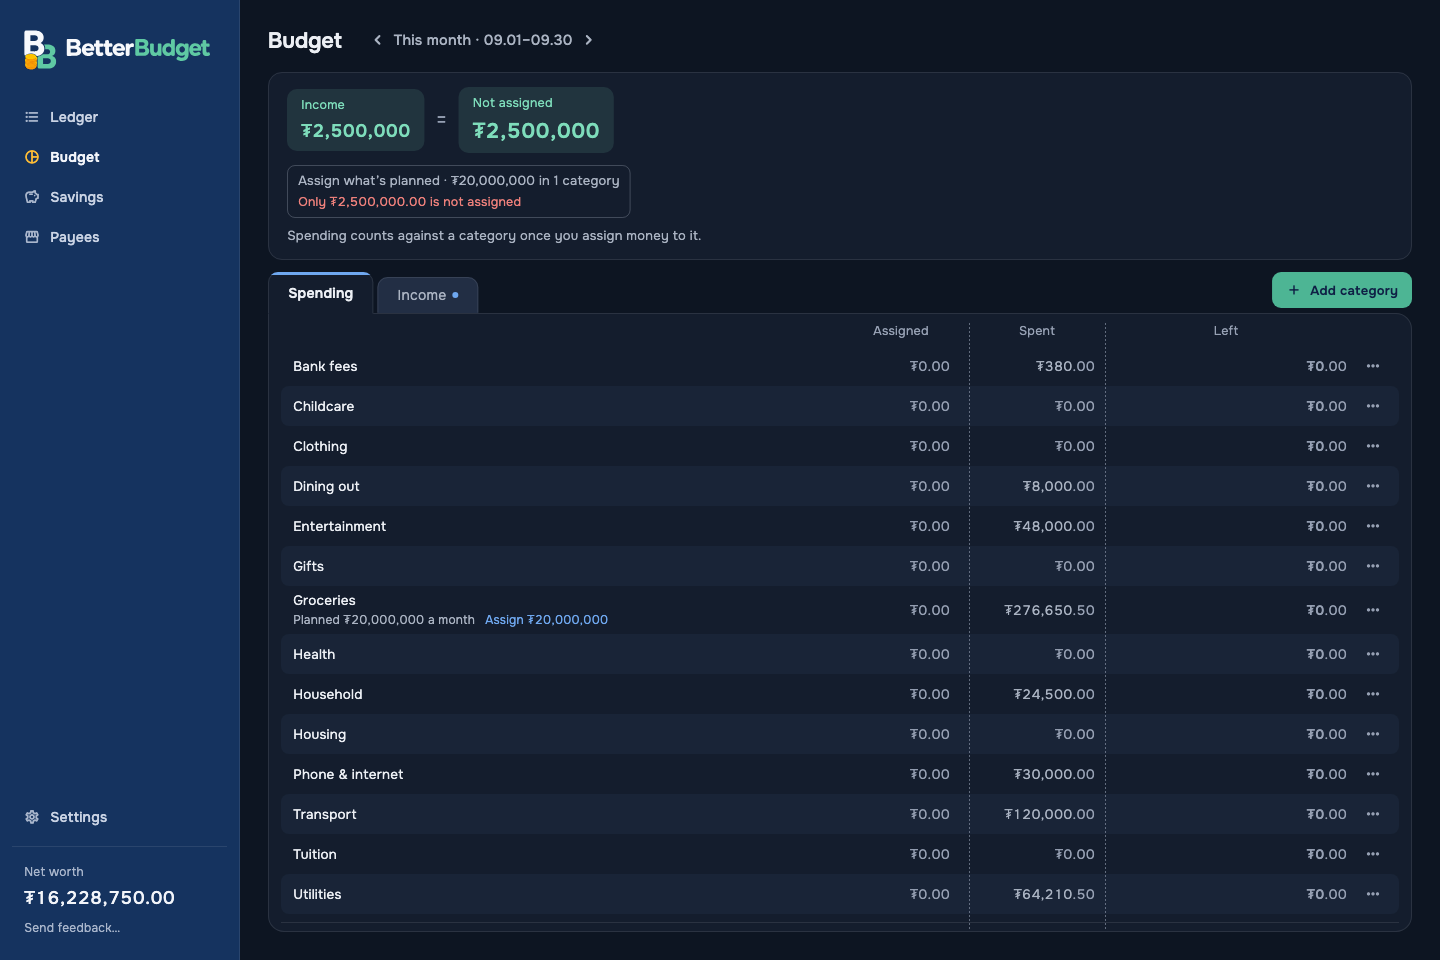 BetterBudget
Ledger
Budget
Savings
Payees
Settings
Net worth
₮16,228,750.00
Send feedback...
Budget
This month · 09.01–09.30
Income
₮2,500,000
=
Not assigned
₮2,500,000
Assign what's planned · ₮20,000,000 in 1 category
Only ₮2,500,000.00 is not assigned
Spending counts against a category once you assign money to it.
Spending
Income
+ Add category
Assigned Spent Left
Bank fees ₮0.00 ₮380.00 ₮0.00
Childcare ₮0.00 ₮0.00 ₮0.00
Clothing ₮0.00 ₮0.00 ₮0.00
Dining out ₮0.00 ₮8,000.00 ₮0.00
Entertainment ₮0.00 ₮48,000.00 ₮0.00
Gifts ₮0.00 ₮0.00 ₮0.00
Groceries ₮0.00 ₮276,650.50 ₮0.00
Planned ₮20,000,000 a month Assign ₮20,000,000
Health ₮0.00 ₮0.00 ₮0.00
Household ₮0.00 ₮24,500.00 ₮0.00
Housing ₮0.00 ₮0.00 ₮0.00
Phone & internet ₮0.00 ₮30,000.00 ₮0.00
Transport ₮0.00 ₮120,000.00 ₮0.00
Tuition ₮0.00 ₮0.00 ₮0.00
Utilities ₮0.00 ₮64,210.50 ₮0.00